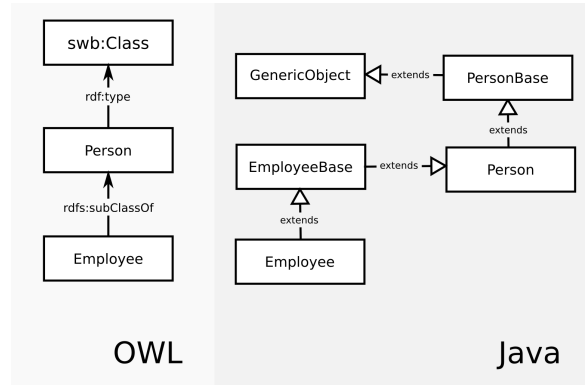 swb:Class
rdf:type
Person
rdfs:subClassOf
Employee
OWL
GenericObject
extends
PersonBase
extends
EmployeeBase
extends
Person
extends
Employee
Java